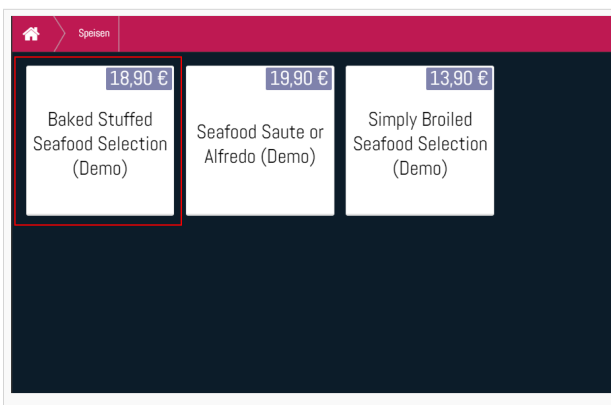 Speisen
18,90 €
Baked Stuffed
Seafood Selection
(Demo)
19,90 €
Seafood Saute or
Alfredo (Demo)
13,90 €
Simply Broiled
Seafood Selection
(Demo)